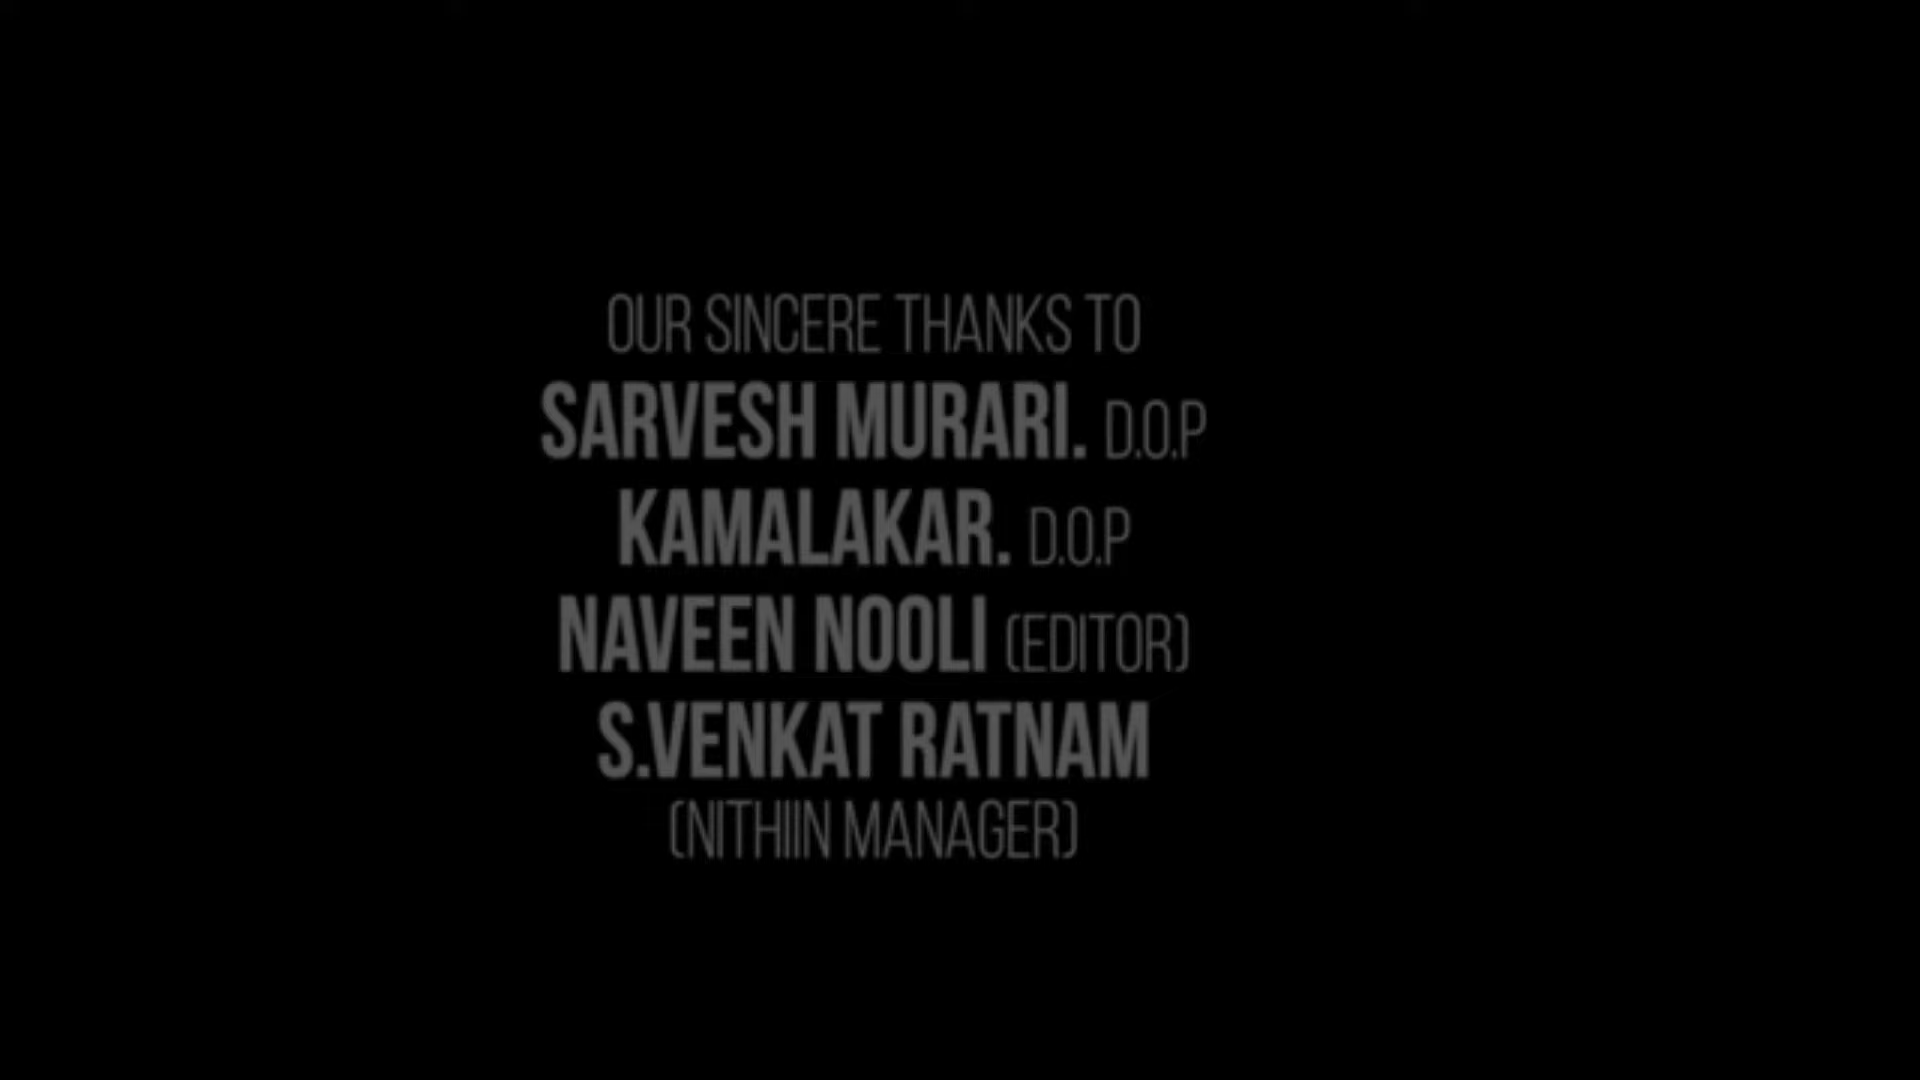 OUR SINCERE THANKS TO
SARVESH MURARI. D.O.P
KAMALAKAR. D.O.P
NAVEEN NOOLI (EDITOR)
S.VENKAT RATNAM
(NITHIIN MANAGER)